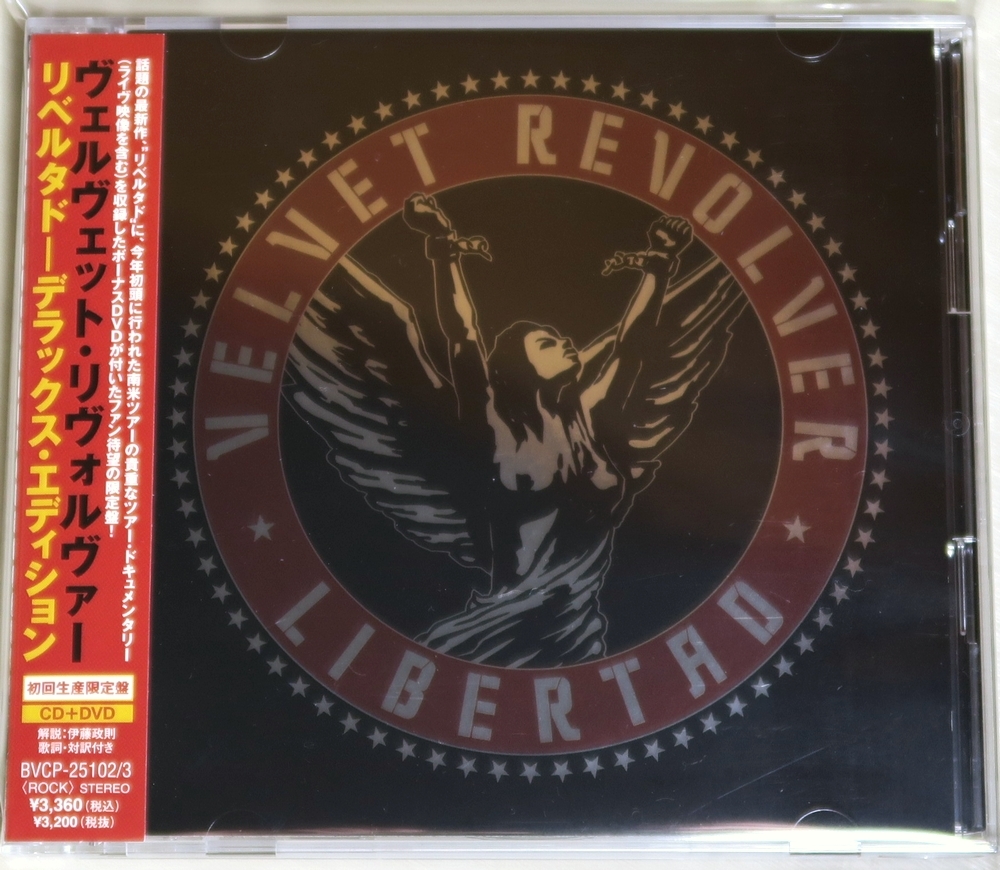 話題の最新作、"リベルタド"に、今年初頭に行われた南米ツアーの貴重なツアー・ドキュメンタリー
(ライヴ映像を含む)を収録したボーナスDVDが付いたファン待望の限定盤!
ヴェルヴェット・リヴォルヴァー
リベルタドーデラックス・エディション
初回生産限定盤
CD+DVD
解説:伊藤政則
歌詞・対訳付き
BVCP-25102/3
〈ROCK〉 STEREO
¥3,360(税込)
¥3,200(税抜)
VELVET REVOLVER
LIBERTAD